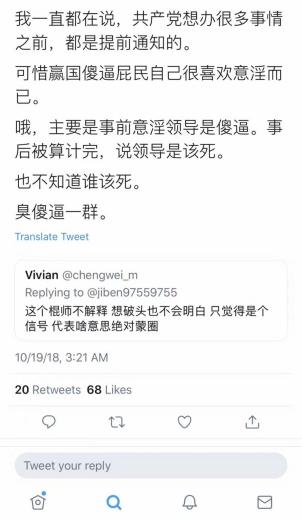 我一直都在说，共产党想办很多事情
之前，都是提前通知的。
可惜赢国傻逼屁民自己很喜欢意淫而
已。
哦，主要是事前意淫领导是傻逼。事
后被算计完，说领导是该死。
也不知道谁该死。
臭傻逼一群。
Translate Tweet
Vivian @chengwei_m
Replying to @jiben97559755
这个棍师不解释 想破头也不会明白 只觉得是个
信号 代表啥意思绝对蒙圈
10/19/18, 3:21 AM
20 Retweets 68 Likes
Tweet your reply